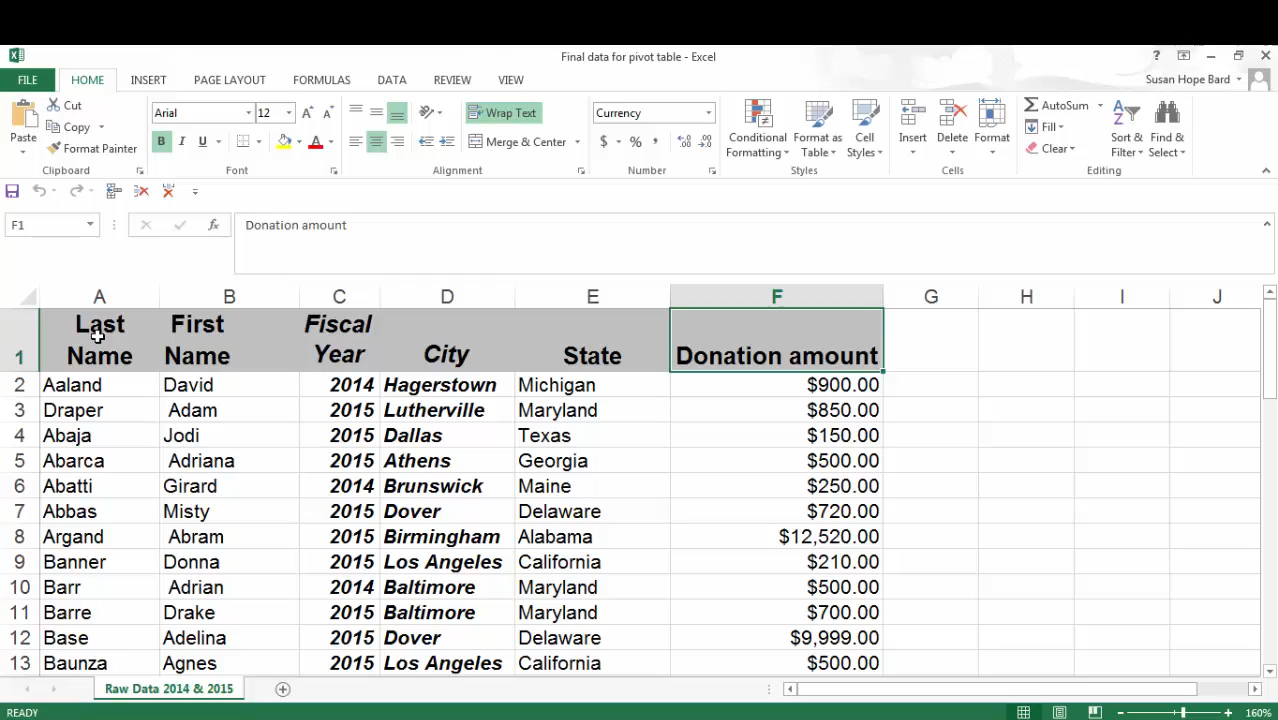 Final data for pivot table - Excel
?
FILE HOME INSERT PAGE LAYOUT FORMULAS DATA REVIEW VIEW Susan Hope Bard
Paste
Cut
Copy
Format Painter
Clipboard
Arial 12
B I U A
Font
Wrap Text
Merge & Center
Alignment
Currency
$ % ,
Number
Conditional Formatting
Format as Table
Cell Styles
Styles
Insert Delete Format
Cells
AutoSum
Fill
Clear
Sort & Filter
Find & Select
Editing
F1 fx Donation amount
A B C D E F G H I J
1 Last Name First Name Fiscal Year City State Donation amount
2 Aaland David 2014 Hagerstown Michigan $900.00
3 Draper Adam 2015 Lutherville Maryland $850.00
4 Abaja Jodi 2015 Dallas Texas $150.00
5 Abarca Adriana 2015 Athens Georgia $500.00
6 Abatti Girard 2014 Brunswick Maine $250.00
7 Abbas Misty 2015 Dover Delaware $720.00
8 Argand Abram 2015 Birmingham Alabama $12,520.00
9 Banner Donna 2015 Los Angeles California $210.00
10 Barr Adrian 2014 Baltimore Maryland $500.00
11 Barre Drake 2015 Baltimore Maryland $700.00
12 Base Adelina 2015 Dover Delaware $9,999.00
13 Baunza Agnes 2015 Los Angeles California $500.00
Raw Data 2014 & 2015
READY 160%